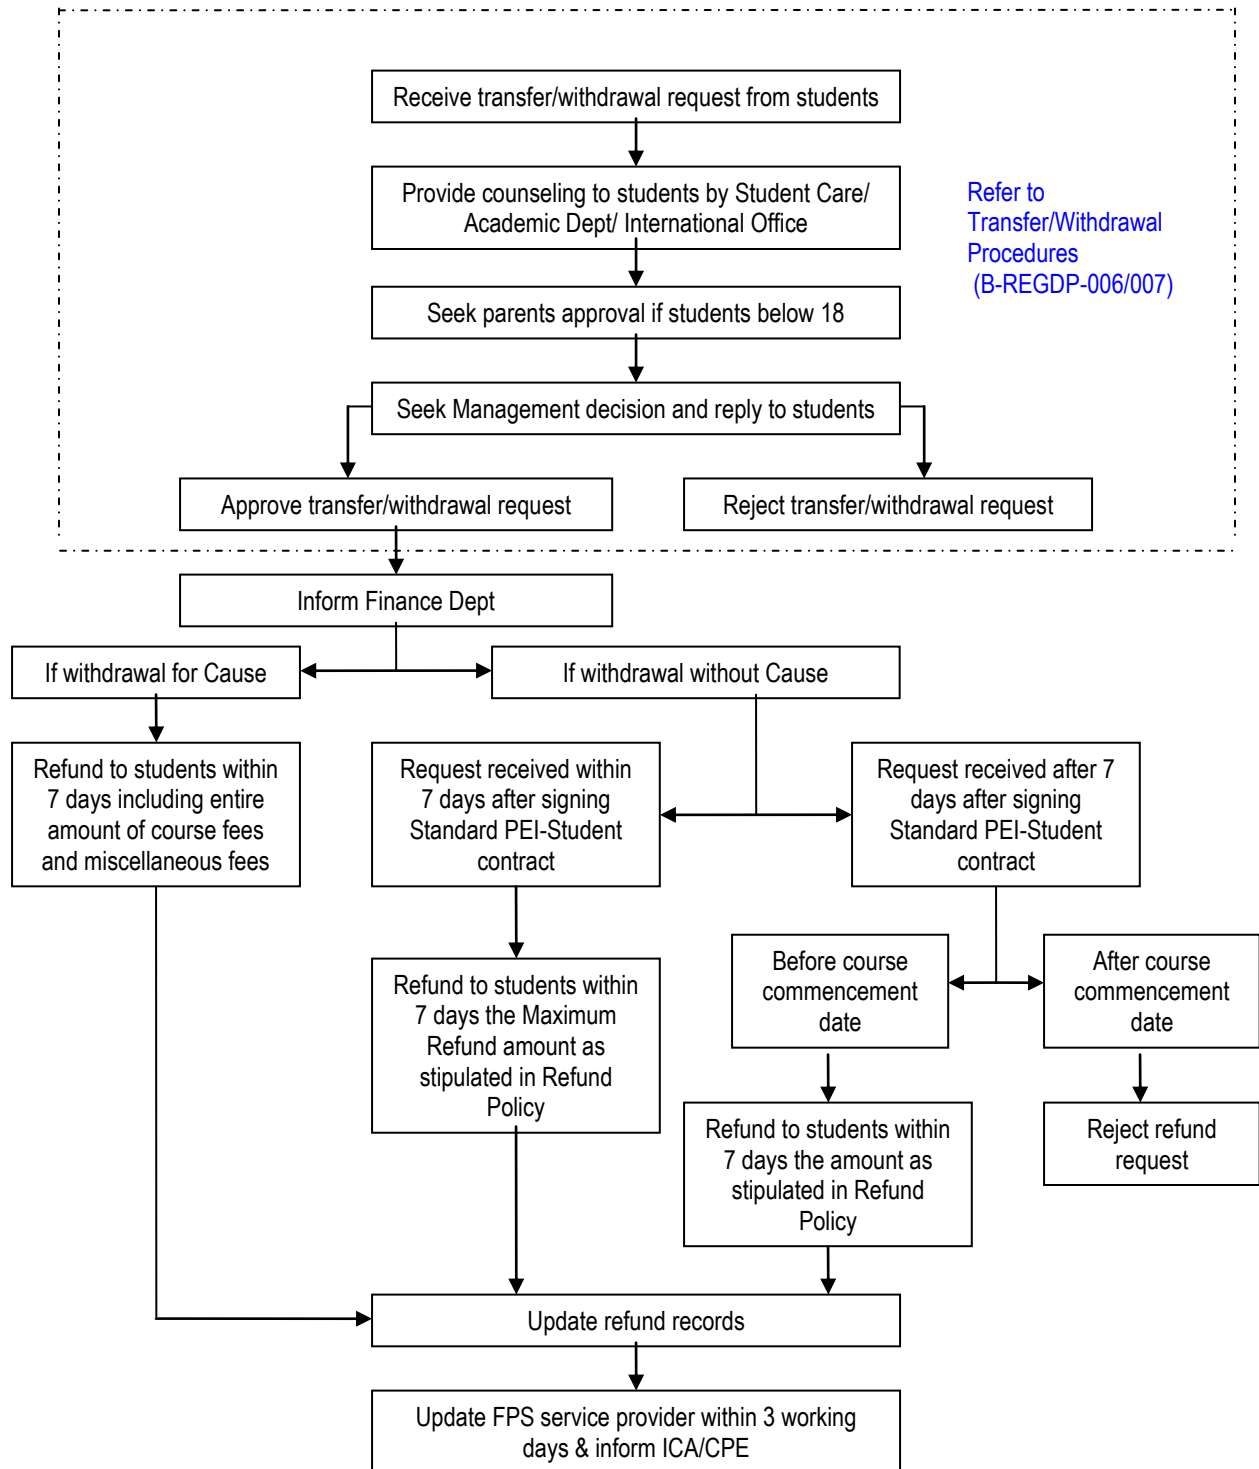 Receive transfer/withdrawal request from students
Provide counseling to students by Student Care/
Academic Dept/ International Office
Refer to
Transfer/Withdrawal
Procedures
(B-REGDP-006/007)
Seek parents approval if students below 18
Seek Management decision and reply to students
Approve transfer/withdrawal request
Reject transfer/withdrawal request
Inform Finance Dept
If withdrawal for Cause
If withdrawal without Cause
Refund to students within
7 days including entire
amount of course fees
and miscellaneous fees
Request received within
7 days after signing
Standard PEI-Student
contract
Request received after 7
days after signing
Standard PEI-Student
contract
Before course
commencement
date
After course
commencement
date
Refund to students within
7 days the Maximum
Refund amount as
stipulated in Refund
Policy
Refund to students within
7 days the amount as
stipulated in Refund
Policy
Reject refund
request
Update refund records
Update FPS service provider within 3 working
days & inform ICA/CPE